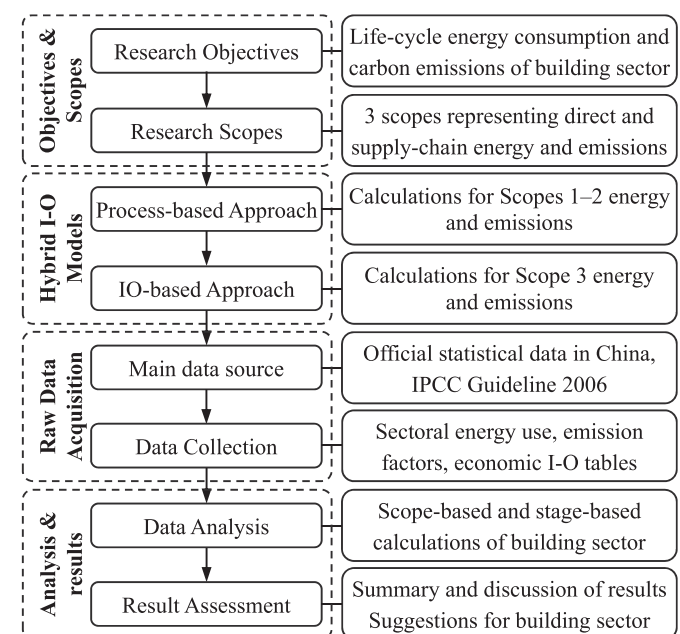 Objectives &
Scopes
Research Objectives
Life-cycle energy consumption and
carbon emissions of building sector
Research Scopes
3 scopes representing direct and
supply-chain energy and emissions
Hybrid I-O
Models
Process-based Approach
Calculations for Scopes 1–2 energy
and emissions
IO-based Approach
Calculations for Scope 3 energy
and emissions
Raw Data
Acquisition
Main data source
Official statistical data in China,
IPCC Guideline 2006
Data Collection
Sectoral energy use, emission
factors, economic I-O tables
Analysis &
results
Data Analysis
Scope-based and stage-based
calculations of building sector
Result Assessment
Summary and discussion of results
Suggestions for building sector